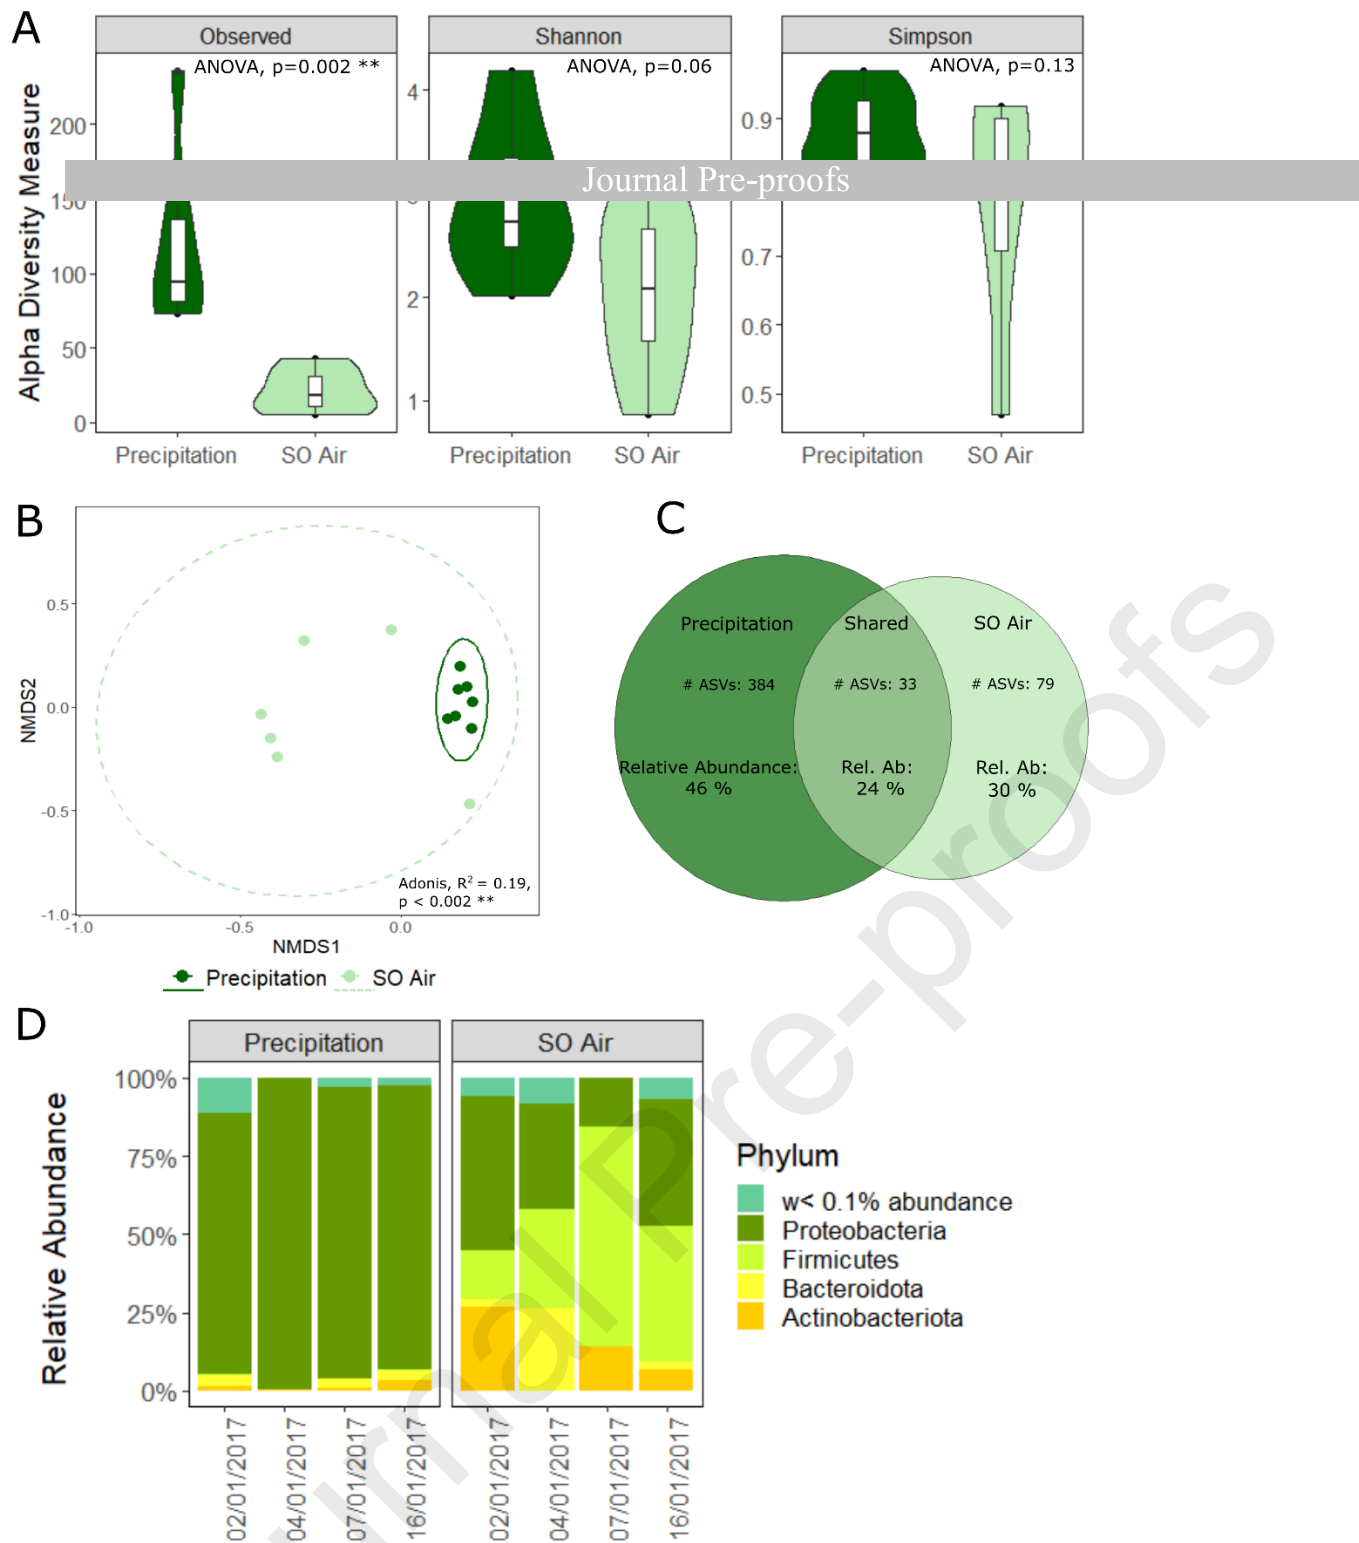 A
Observed
Shannon
Simpson
ANOVA, p=0.002 **
ANOVA, p=0.06
ANOVA, p=0.13
Alpha Diversity Measure
200
150
100
50
0
4
3
2
1
0.9
0.7
0.6
0.5
Journal Pre-proofs
Precipitation
SO Air
Precipitation
SO Air
Precipitation
SO Air
B
NMDS2
0.5
0.0
-0.5
-1.0
-1.0
-0.5
0.0
Adonis, R² = 0.19,
p < 0.002 **
NMDS1
Precipitation
SO Air
C
Precipitation
Shared
SO Air
# ASVs: 384
# ASVs: 33
# ASVs: 79
Relative Abundance:
46 %
Rel. Ab:
24 %
Rel. Ab:
30 %
D
Precipitation
SO Air
Relative Abundance
100%
75%
50%
25%
0%
02/01/2017
04/01/2017
07/01/2017
16/01/2017
02/01/2017
04/01/2017
07/01/2017
16/01/2017
Phylum
w< 0.1% abundance
Proteobacteria
Firmicutes
Bacteroidota
Actinobacteriota
urnal Pre-proofs